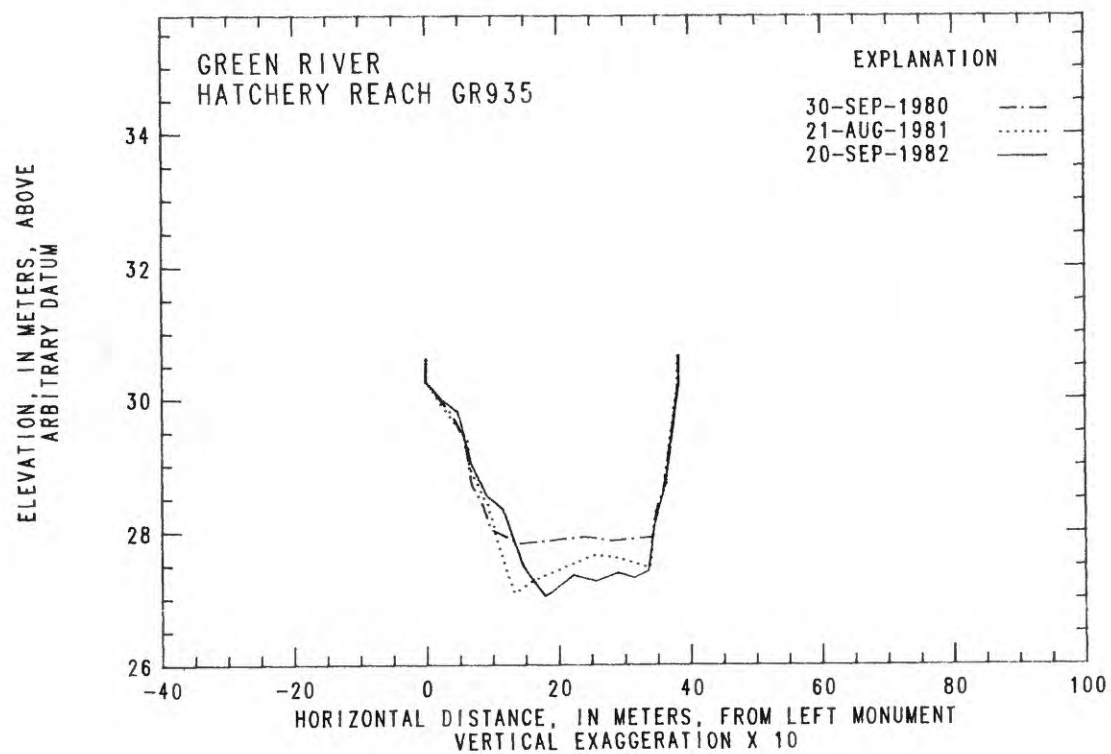 GREEN RIVER
HATCHERY REACH GR935
EXPLANATION
30-SEP-1980
21-AUG-1981
20-SEP-1982
ELEVATION, IN METERS, ABOVE
ARBITRARY DATUM
34
32
30
28
26
-40
-20
0
20
40
60
80
100
HORIZONTAL DISTANCE, IN METERS, FROM LEFT MONUMENT
VERTICAL EXAGGERATION X 10